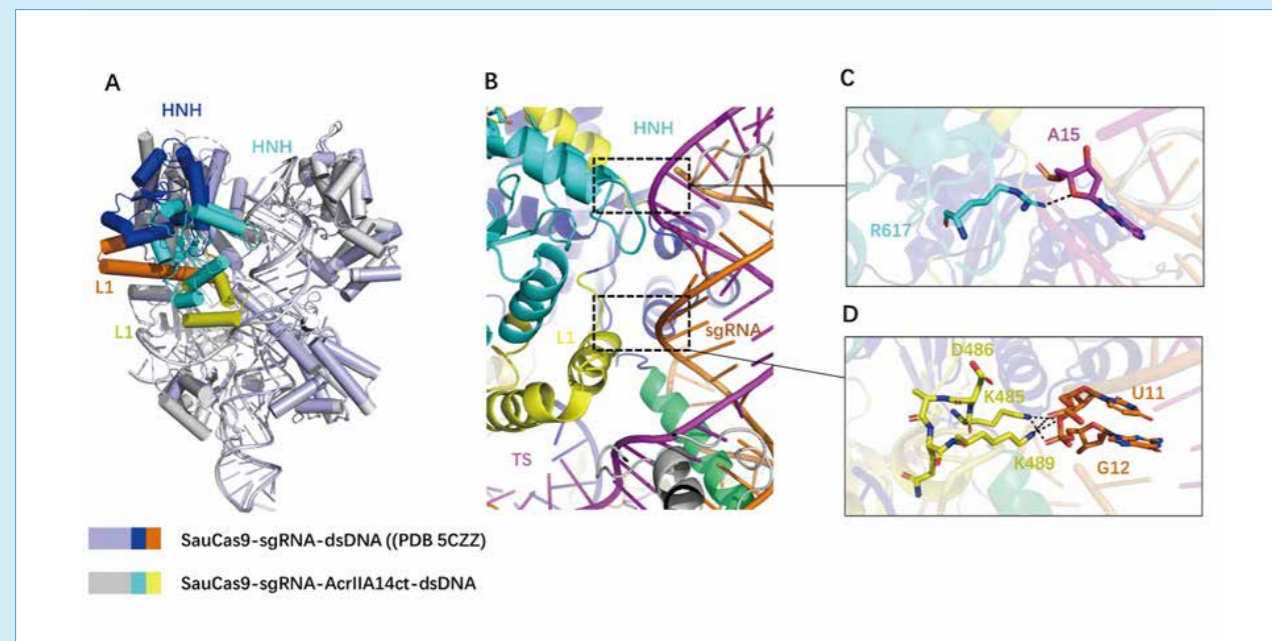 A
HNH
HNH
L1
L1
B
HNH
L1
sgRNA
TS
C
A15
R617
D
D486
K485
U11
K489
G12
SauCas9-sgRNA-dsDNA ((PDB 5CZZ)
SauCas9-sgRNA-AcrIIA14ct-dsDNA